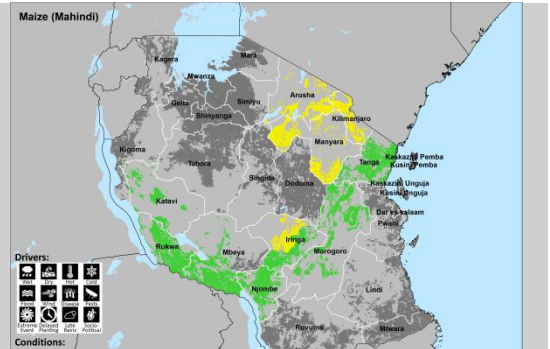 Maize (Mahindi)
Mara
Kagera
Mwanza
Geita
Simiyu
Shinyanga
Arusha
Kilimanjaro
Manyara
Kigoma
Tabora
Singida
Dodoma
Tanga
Kaskazini Pemba
Kusini Pemba
Kaskazini Unguja
Kusini Unguja
Dar es salaam
Pwani
Katavi
Rukwa
Mbeya
Iringa
Morogoro
Njombe
Lindi
Ruvuma
Mtwara
Drivers:
Wet Dry Hot Cold
Flood Wind Disease Pests
Extreme Event Delayed Planting Late Rains Socio-Political
Conditions: